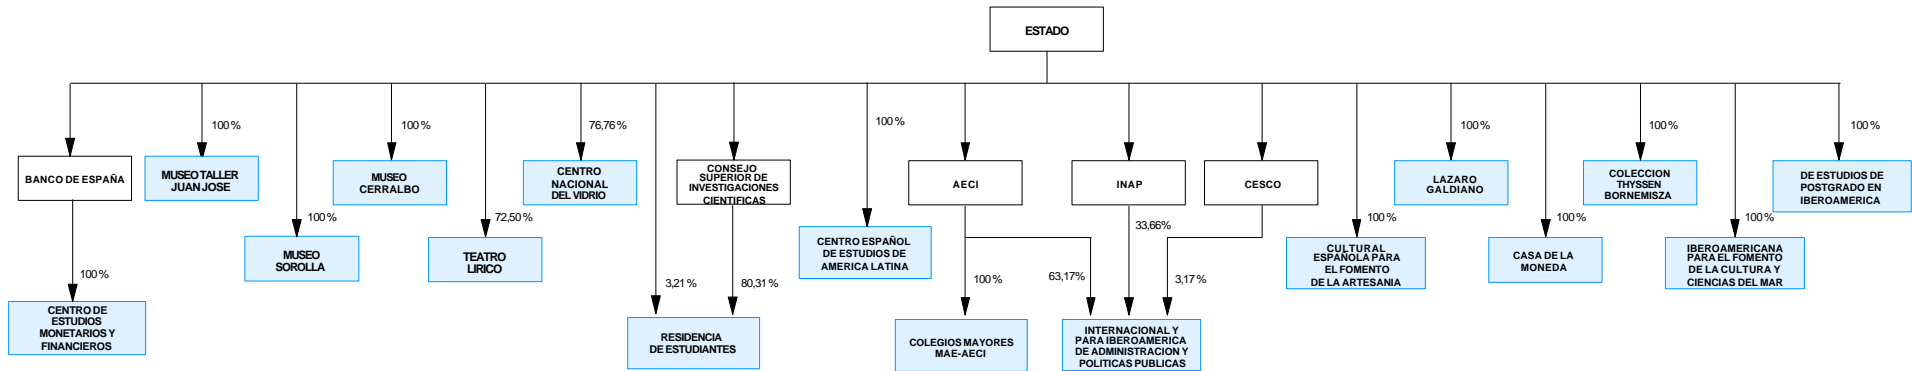 ESTADO
100 %
100 %
76,76 %
100 %
100 %
100 %
100 %
BANCO DE ESPAÑA
MUSEO TALLER
JUAN JOSE
MUSEO
CERRALBO
CENTRO
NACIONAL
DEL VIDRIO
CONSEJO
SUPERIOR DE
INVESTIGACIONES
CIENTIFICAS
AECI
INAP
CESCO
LAZARO
GALDIANO
COLECCION
THYSSEN
BORNEMISZA
DE ESTUDIOS DE
POSTGRADO EN
IBEROAMERICA
100 %
72,50 %
33,66%
100 %
100 %
100 %
MUSEO
SOROLLA
TEATRO
LIRICO
CENTRO ESPAÑOL
DE ESTUDIOS DE
AMERICA LATINA
CULTURAL
ESPAÑOLA PARA
EL FOMENTO
DE LA ARTESANIA
CASA DE LA
MONEDA
IBEROAMERICANA
PARA EL FOMENTO
DE LA CULTURA Y
CIENCIAS DEL MAR
100 %
3,21 %
80,31 %
100 %
63,17%
3,17 %
CENTRO DE
ESTUDIOS
MONETARIOS Y
FINANCIEROS
RESIDENCIA
DE ESTUDIANTES
COLEGIOS MAYORES
MAE-AECI
INTERNACIONAL Y
PARA IBEROAMERICA
DE ADMINISTRACION Y
POLITICAS PUBLICAS